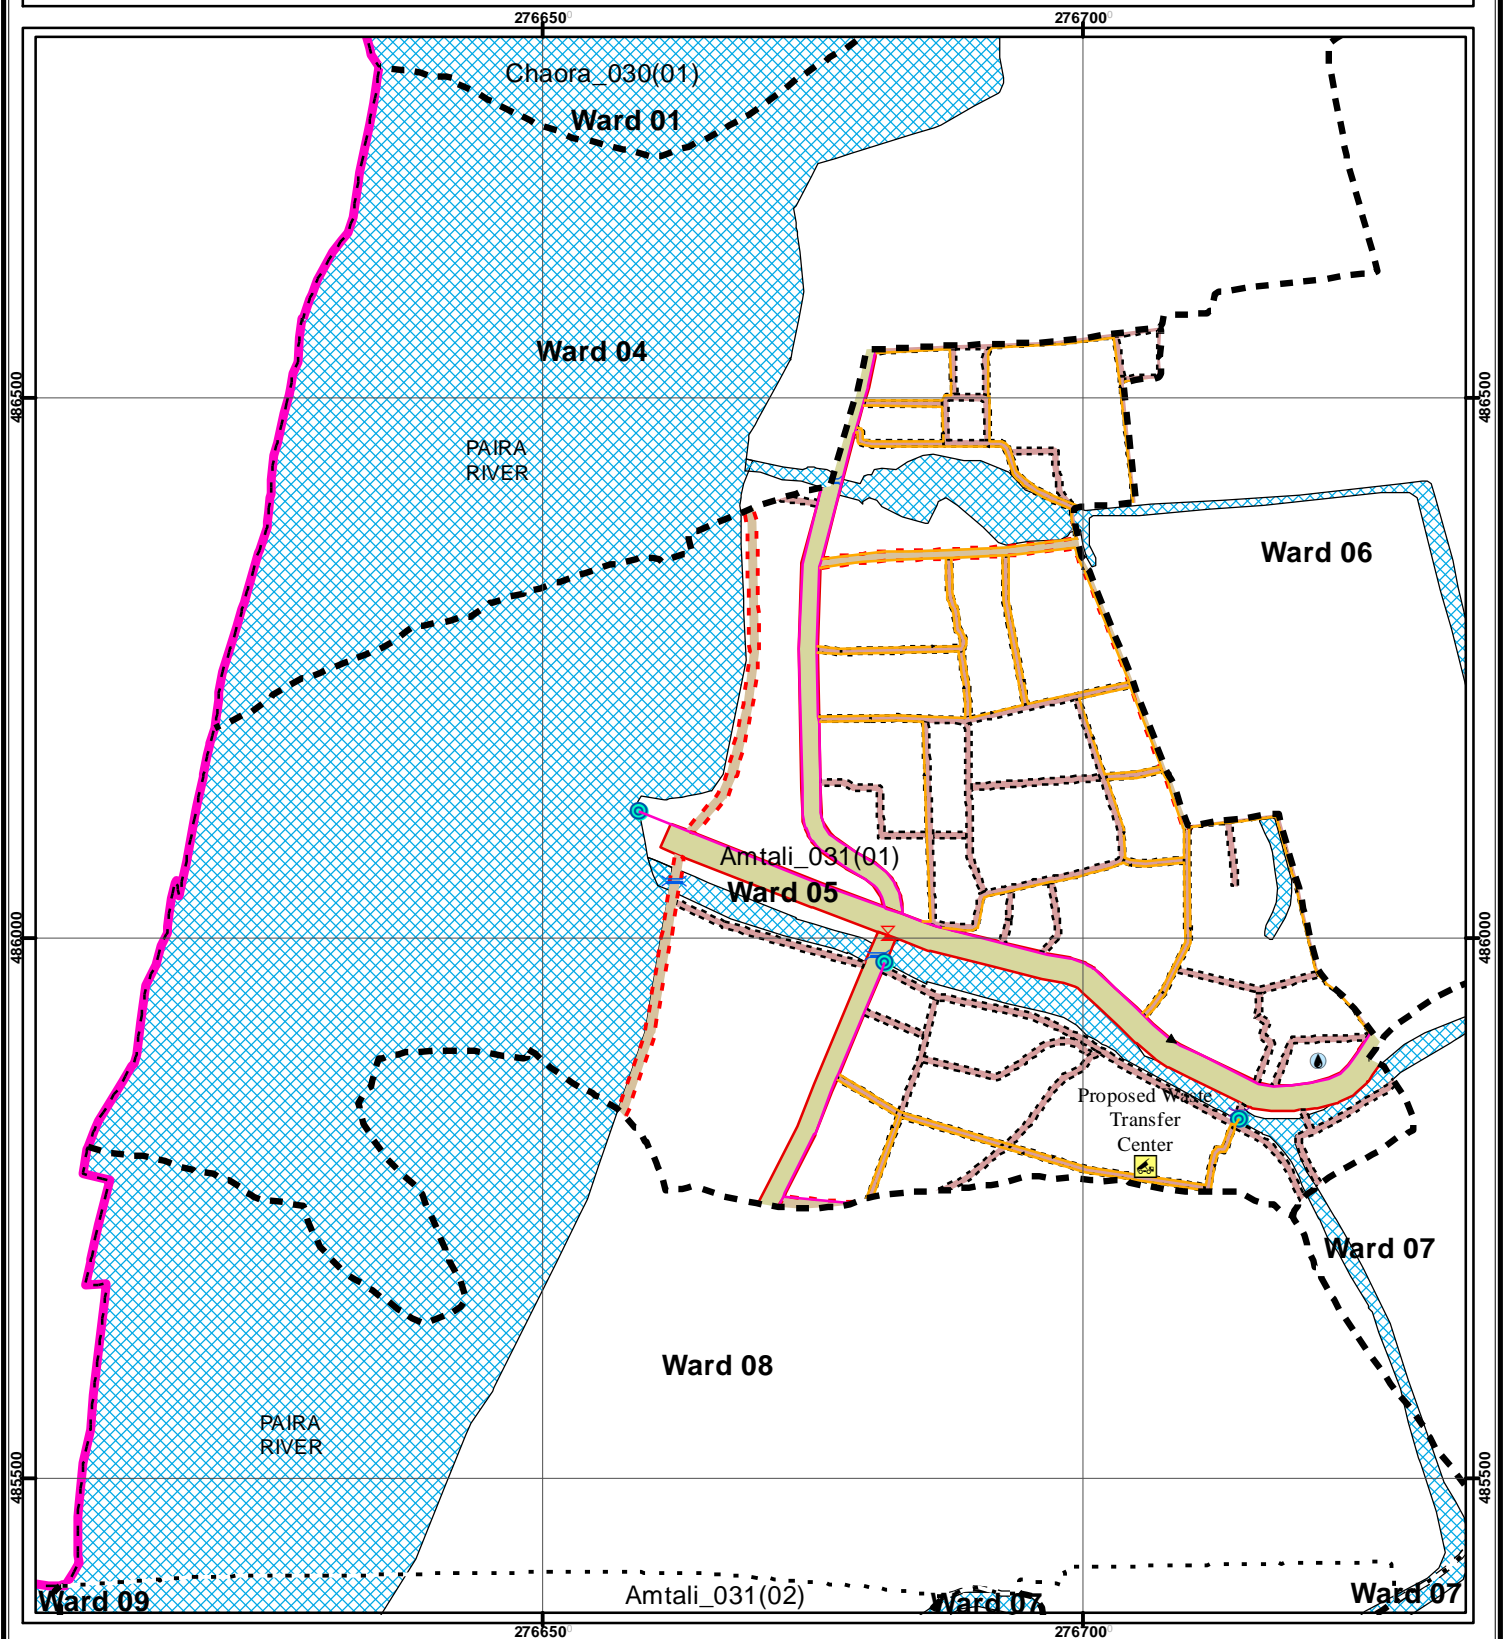 276650
276700
Chaora_030(01)
Ward 01
Ward 04
486500
486500
PAIRA
RIVER
Ward 06
Amtali_031(01)
Ward 05
486000
486000
Proposed Waste
Transfer
Center
Ward 07
Ward 08
PAIRA
RIVER
485500
485500
Ward 09
Amtali_031(02)
Ward 07
Ward 07
276650
276700